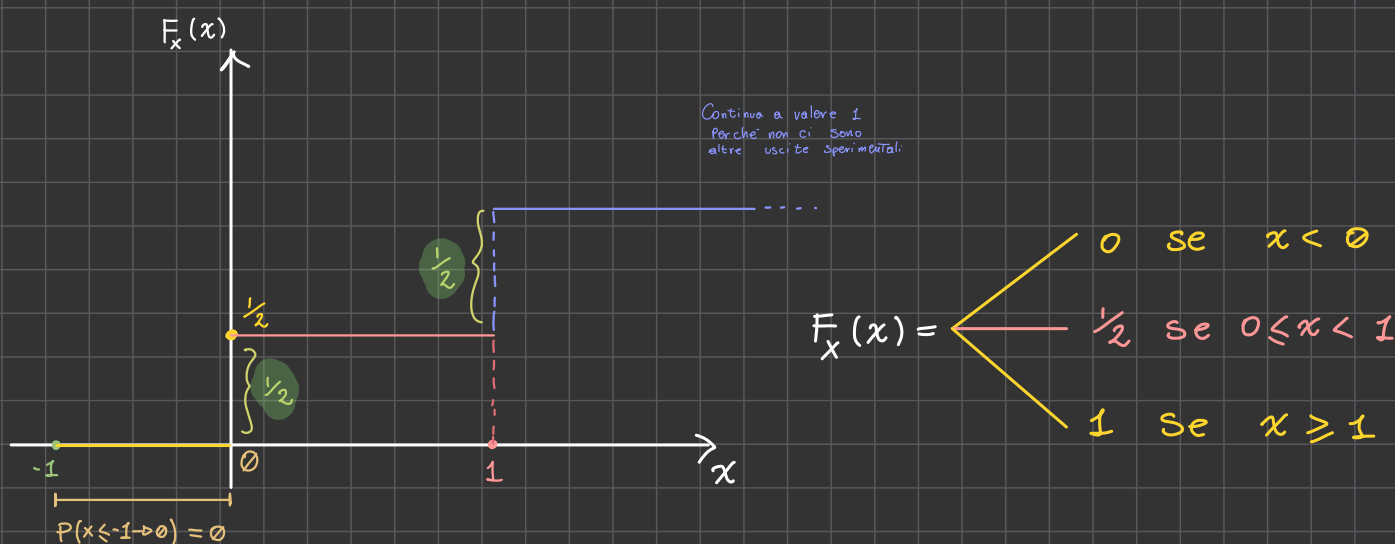 Fx(x)
Continua a valere 1
Perché non ci sono
altre uscite sperimentali
1/2
1/2
1/2
-1
0
1
x
P(x≤-1→0) = 0
Fx(x) =
0 se x < 0
1/2 se 0 ≤ x < 1
1 se x ≥ 1